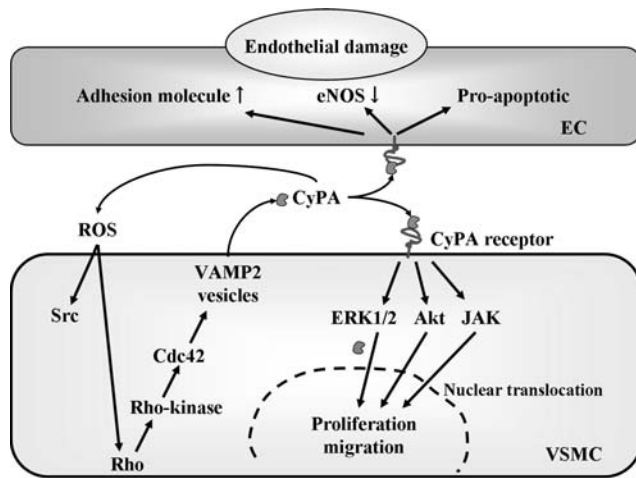 Endothelial damage
Adhesion molecule ↑
eNOS ↓
Pro-apoptotic
EC
CyPA
ROS
CyPA receptor
VAMP2
vesicles
Src
ERK1/2
Akt
JAK
Cdc42
Nuclear translocation
Rho-kinase
Proliferation
migration
Rho
VSMC